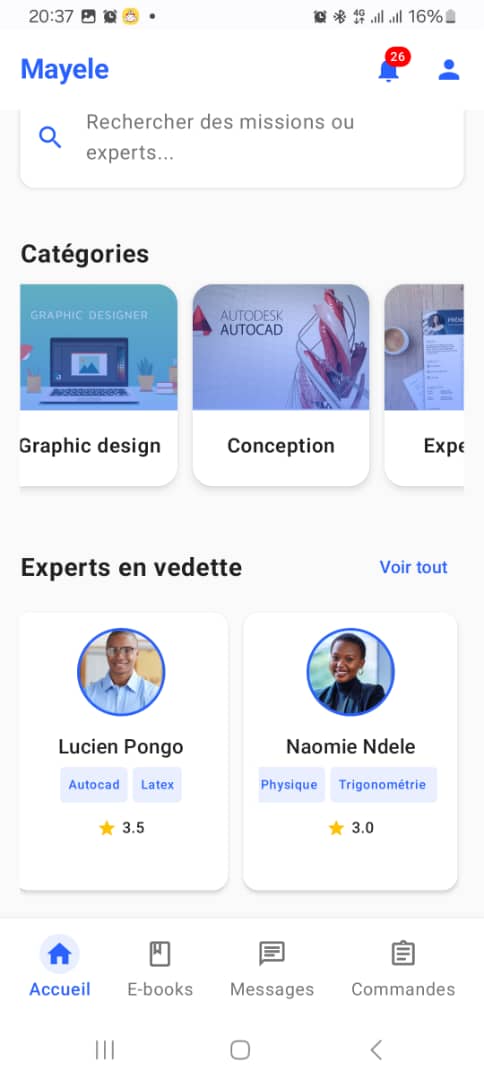 20:37
4G
16%
Mayele
26
Rechercher des missions ou
experts...
Catégories
GRAPHIC DESIGNER
AUTODESK
AUTOCAD
Graphic design
Conception
Expe
Experts en vedette
Voir tout
Lucien Pongo
Naomie Ndele
Autocad
Latex
Physique
Trigonométrie
3.5
3.0
Accueil
E-books
Messages
Commandes